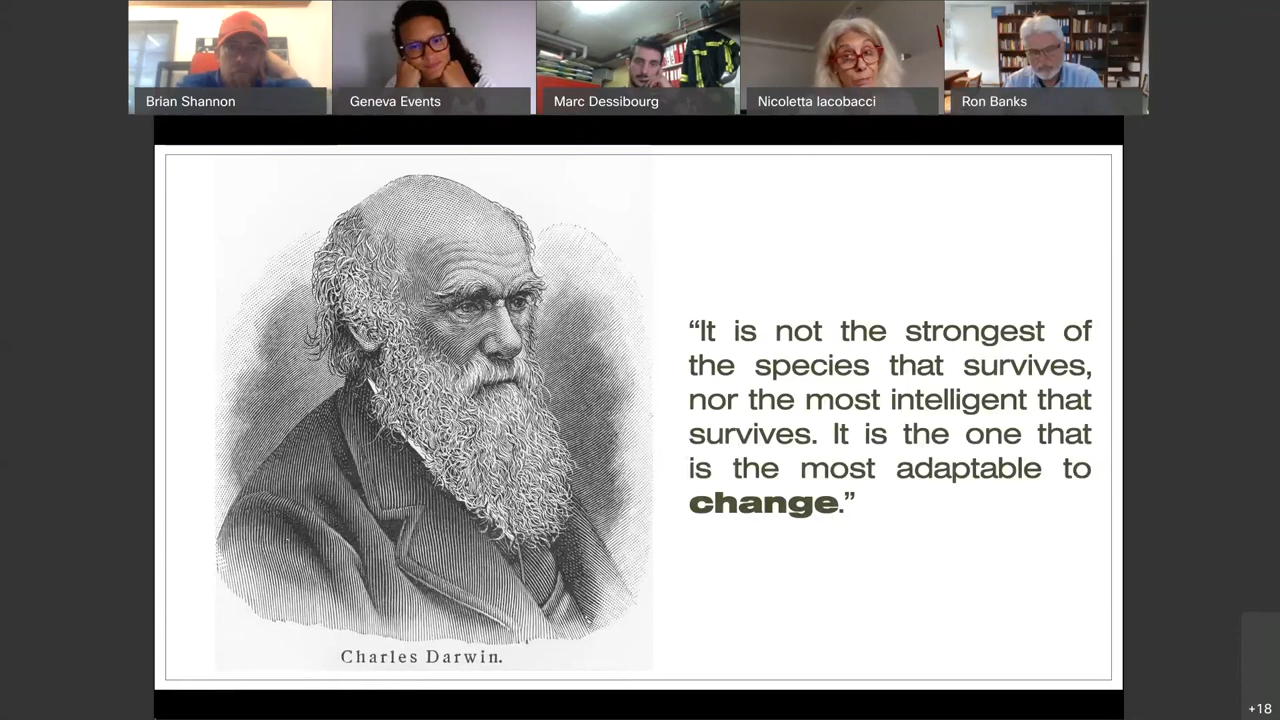 Brian Shannon
Geneva Events
Marc Dessibourg
Nicoletta Iacobacci
Ron Banks
“It is not the strongest of
the species that survives,
nor the most intelligent that
survives. It is the one that
is the most adaptable to
change.”
Charles Darwin.
+18